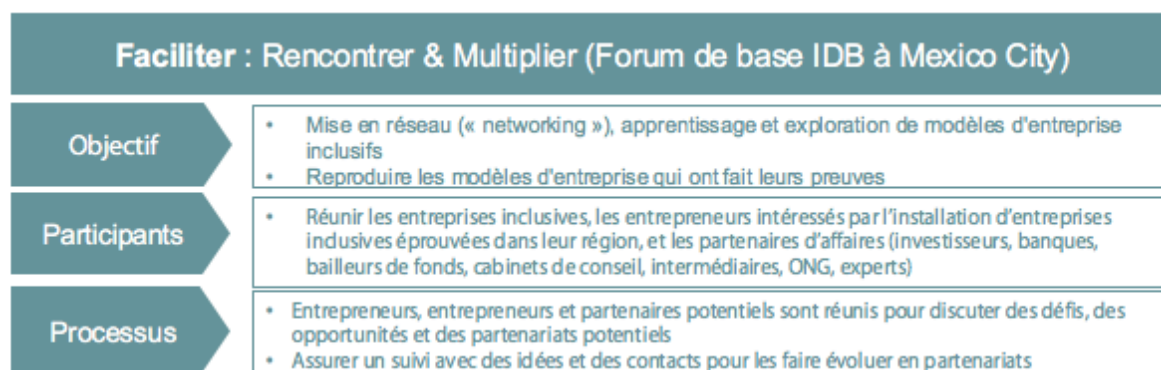 Faciliter : Rencontrer & Multiplier (Forum de base IDB à Mexico City)
Objectif
• Mise en réseau (« networking »), apprentissage et exploration de modèles d'entreprise
inclusifs
• Reproduire les modèles d'entreprise qui ont fait leurs preuves
Participants
• Réunir les entreprises inclusives, les entrepreneurs intéressés par l'installation d'entreprises
inclusives éprouvées dans leur région, et les partenaires d'affaires (investisseurs, banques,
bailleurs de fonds, cabinets de conseil, intermédiaires, ONG, experts)
Processus
• Entrepreneurs, entrepreneurs et partenaires potentiels sont réunis pour discuter des défis, des
opportunités et des partenariats potentiels
• Assurer un suivi avec des idées et des contacts pour les faire évoluer en partenariats